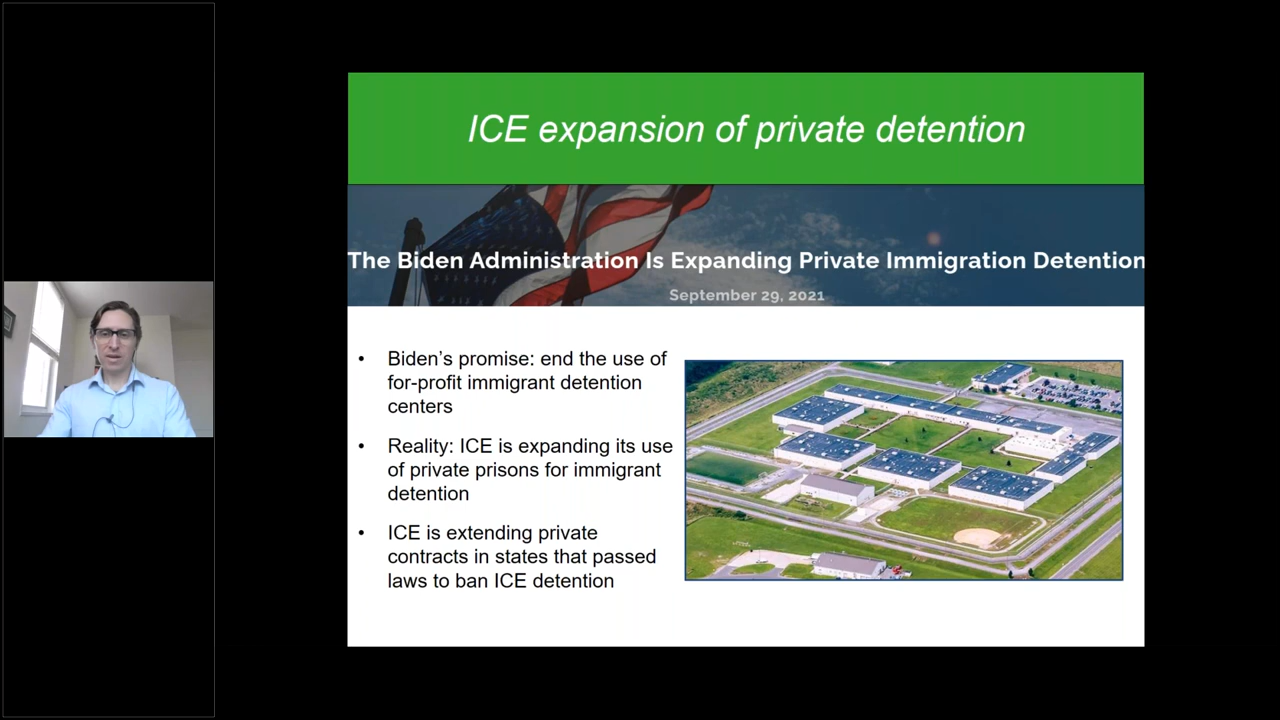 ICE expansion of private detention
The Biden Administration Is Expanding Private Immigration Detention
September 29, 2021
• Biden’s promise: end the use of
for-profit immigrant detention
centers
• Reality: ICE is expanding its use
of private prisons for immigrant
detention
• ICE is extending private
contracts in states that passed
laws to ban ICE detention